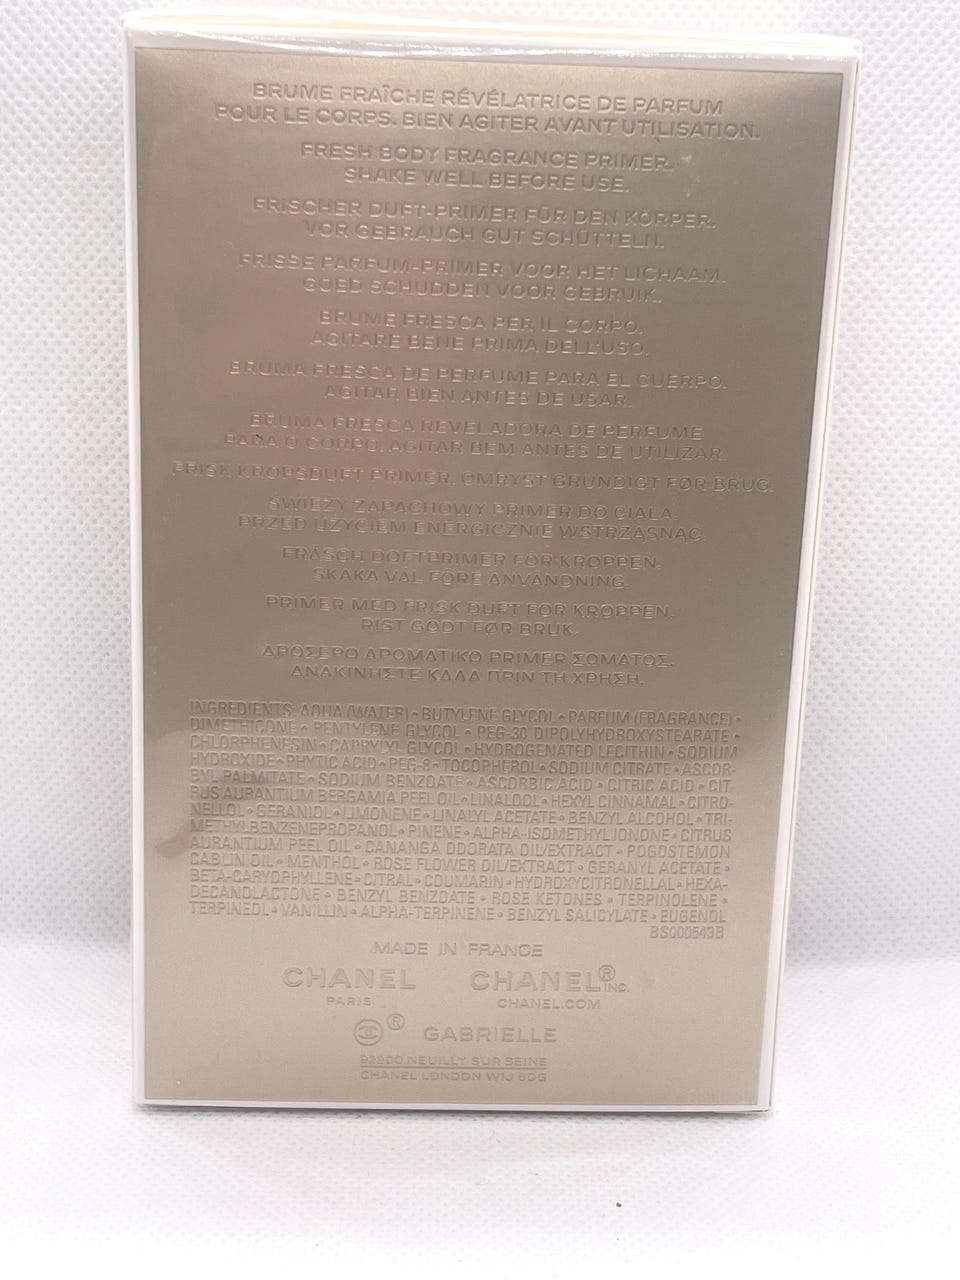 BRUME FRAÎCHE RÉVÉLATRICE DE PARFUM
POUR LE CORPS. BIEN AGITER AVANT UTILISATION.
FRESH BODY FRAGRANCE PRIMER.
SHAKE WELL BEFORE USE.
FRISCHER DUFT-PRIMER FÜR DEN KÖRPER.
VOR GEBRAUCH GUT SCHÜTTELN.
FRISSE PARFUM-PRIMER VOOR HET LICHAAM.
GOED SCHUDDEN VOOR GEBRUIK.
BRUME FRESCA PER IL CORPO.
AGITARE BENE PRIMA DELL'USO.
BRUMA FRESCA DE PERFUME PARA EL CUERPO.
AGITAR BIEN ANTES DE USAR.
BRUMA FRESCA REVELADORA DE PERFUME
PARA O CORPO. AGITAR BEM ANTES DE UTILIZAR.
FRISK KROPSDUFT PRIMER. OMRYST GRUNDIGT FØR BRUG.
ŚWIEŻY ZAPACHOWY PRIMER DO CIAŁA.
PRZED UŻYCIEM ENERGICZNIE WSTRZĄSNĄĆ.
FRÄSCH DOFTPRIMER FÖR KROPPEN.
SKAKA VÄL FÖRE ANVÄNDNING.
PRIMER MED FRISK DUFT FOR KROPPEN.
RIST GODT FØR BRUK.
ΔΡΟΣΕΡΟ ΑΡΩΜΑΤΙΚΟ PRIMER ΣΩΜΑΤΟΣ.
ΑΝΑΚΙΝΗΣΤΕ ΚΑΛΑ ΠΡΙΝ ΤΗ ΧΡΗΣΗ.
INGREDIENTS: AQUA (WATER) • BUTYLENE GLYCOL • PARFUM (FRAGRANCE) •
DIMETHICONE • PENTYLENE GLYCOL • PEG-30 DIPOLYHYDROXYSTEARATE •
CHLORPHENESIN • CAPRYLYL GLYCOL • HYDROGENATED LECITHIN • SODIUM
HYDROXIDE • PHYTIC ACID • PEG-8 • TOCOPHEROL • SODIUM CITRATE • ASCOR-
BYL PALMITATE • SODIUM BENZOATE • ASCORBIC ACID • CITRIC ACID • CIT-
RUS AURANTIUM BERGAMIA PEEL OIL • LINALOOL • HEXYL CINNAMAL • CITRO-
NELLOL • GERANIOL • LIMONENE • LINALYL ACETATE • BENZYL ALCOHOL • TRI-
METHYLBENZENEPROPANOL • PINENE • ALPHA-ISOMETHYL IONONE • CITRUS
AURANTIUM PEEL OIL • CANANGA ODORATA OIL/EXTRACT • POGOSTEMON
CABLIN OIL • MENTHOL • ROSE FLOWER OIL/EXTRACT • GERANYL ACETATE •
BETA-CARYOPHYLLENE • CITRAL • COUMARIN • HYDROXYCITRONELLAL • HEXA-
DECANOLACTONE • BENZYL BENZOATE • ROSE KETONES • TERPINOLENE •
TERPINEOL • VANILLIN • ALPHA-TERPINENE • BENZYL SALICYLATE • EUGENOL
BS000543B
MADE IN FRANCE
CHANEL CHANEL® INC.
PARIS CHANEL.COM
® GABRIELLE
92200 NEUILLY SUR SEINE
CHANEL LONDON W1J 6DG